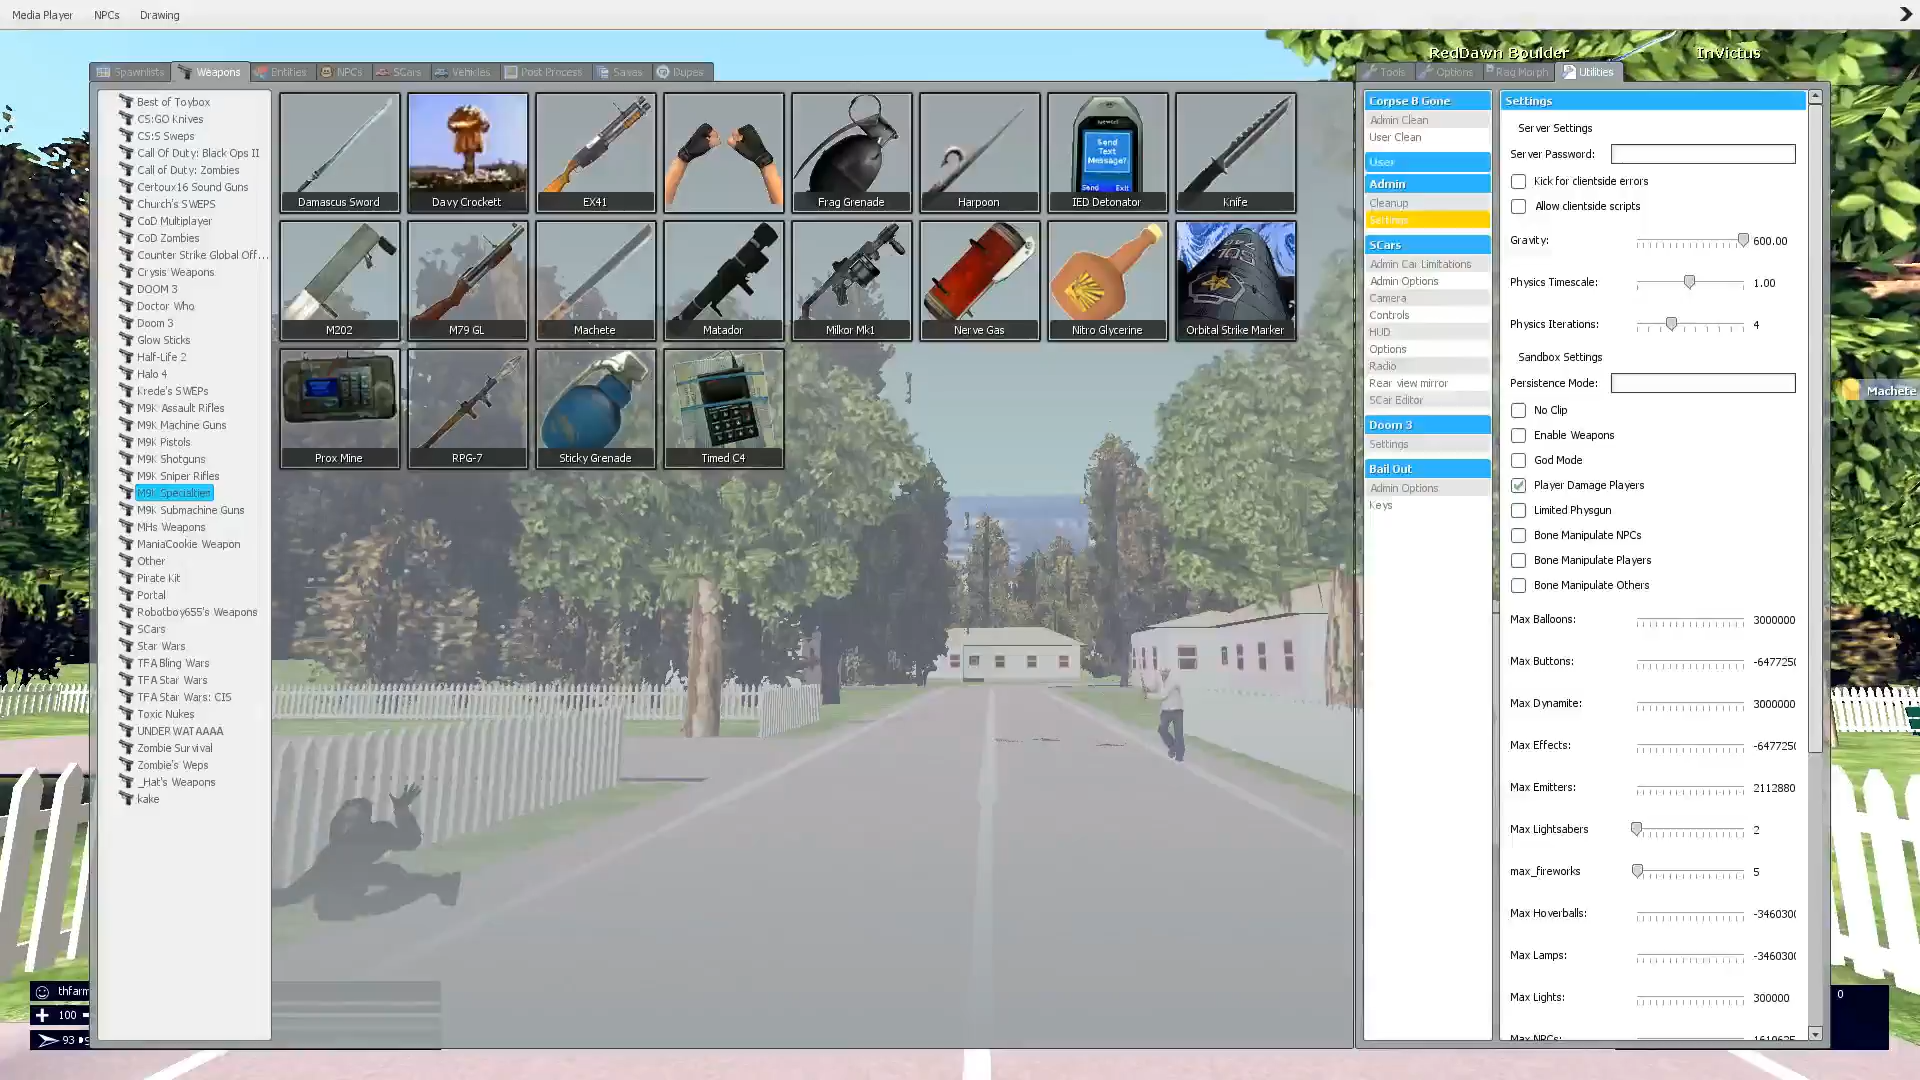 Media Player NPCs Drawing
RedDawn Boulder InVictus
Spawnlists Weapons Entities NPCs SCars Vehicles Post Process Saves Dupes
Tools Options Rag Morph Utilities
Best of Toybox
CS:GO Knives
CS:S Sweps
Call Of Duty: Black Ops II
Call of Duty: Zombies
Certoux16 Sound Guns
Church's SWEPS
CoD Multiplayer
CoD Zombies
Counter Strike Global Off...
Crysis Weapons
DOOM 3
Doctor Who
Doom 3
Glow Sticks
Half-Life 2
Halo 4
Krede's SWEPs
M9K Assault Rifles
M9K Machine Guns
M9K Pistols
M9K Shotguns
M9K Sniper Rifles
M9K Specialties
M9K Submachine Guns
MHs Weapons
ManiaCookie Weapon
Other
Pirate Kit
Portal
Robotboy655's Weapons
SCars
Star Wars
TFA Bling Wars
TFA Star Wars
TFA Star Wars: CIS
Toxic Nukes
UNDER WATAAAA
Zombie Survival
Zombie's Weps
_Hat's Weapons
kake
Send
Text
Message?
Send Exit
Damascus Sword Davy Crockett EX41 Frag Grenade Harpoon IED Detonator Knife
M202 M79 GL Machete Matador Milkor Mk1 Nerve Gas Nitro Glycerine Orbital Strike Marker
Prox Mine RPG-7 Sticky Grenade Timed C4
Corpse B Gone
Admin Clean
User Clean
User
Admin
Cleanup
Settings
SCars
Admin Car Limitations
Admin Options
Camera
Controls
HUD
Options
Radio
Rear view mirror
SCar Editor
Doom 3
Settings
Bail Out
Admin Options
Keys
Settings
Server Settings
Server Password:
Kick for clientside errors
Allow clientside scripts
Gravity: 600.00
Physics Timescale: 1.00
Physics Iterations: 4
Sandbox Settings
Persistence Mode:
No Clip
Enable Weapons
God Mode
Player Damage Players
Limited Physgun
Bone Manipulate NPCs
Bone Manipulate Players
Bone Manipulate Others
Max Balloons: 3000000
Max Buttons: -647725
Max Dynamite: 3000000
Max Effects: -647725
Max Emitters: 2112880
Max Lightsabers 2
max_fireworks 5
Max Hoverballs: -346030
Max Lamps: -346030
Max Lights: 300000
Max NPCs:
Machete
thfarm
100
93
0